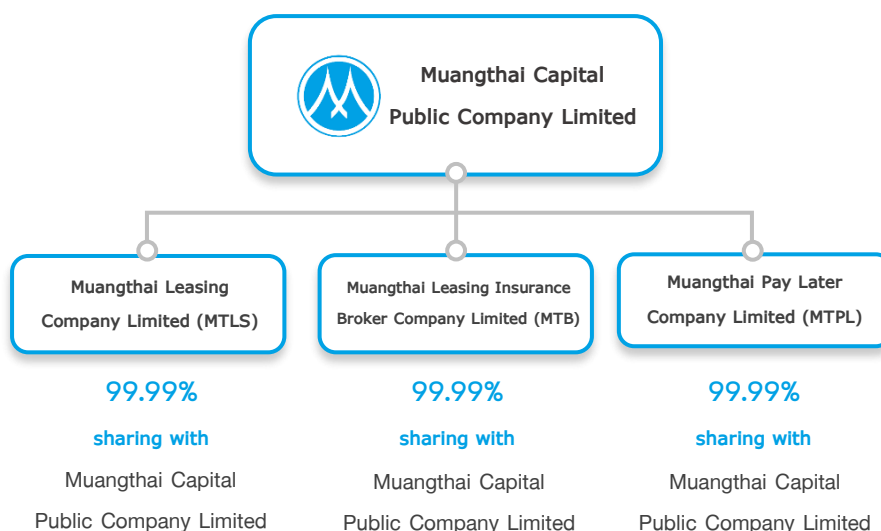 Muangthai Capital
Public Company Limited
Muangthai Leasing
Company Limited (MTLS)
Muangthai Leasing Insurance
Broker Company Limited (MTB)
Muangthai Pay Later
Company Limited (MTPL)
99.99%
sharing with
Muangthai Capital
Public Company Limited
99.99%
sharing with
Muangthai Capital
Public Company Limited
99.99%
sharing with
Muangthai Capital
Public Company Limited